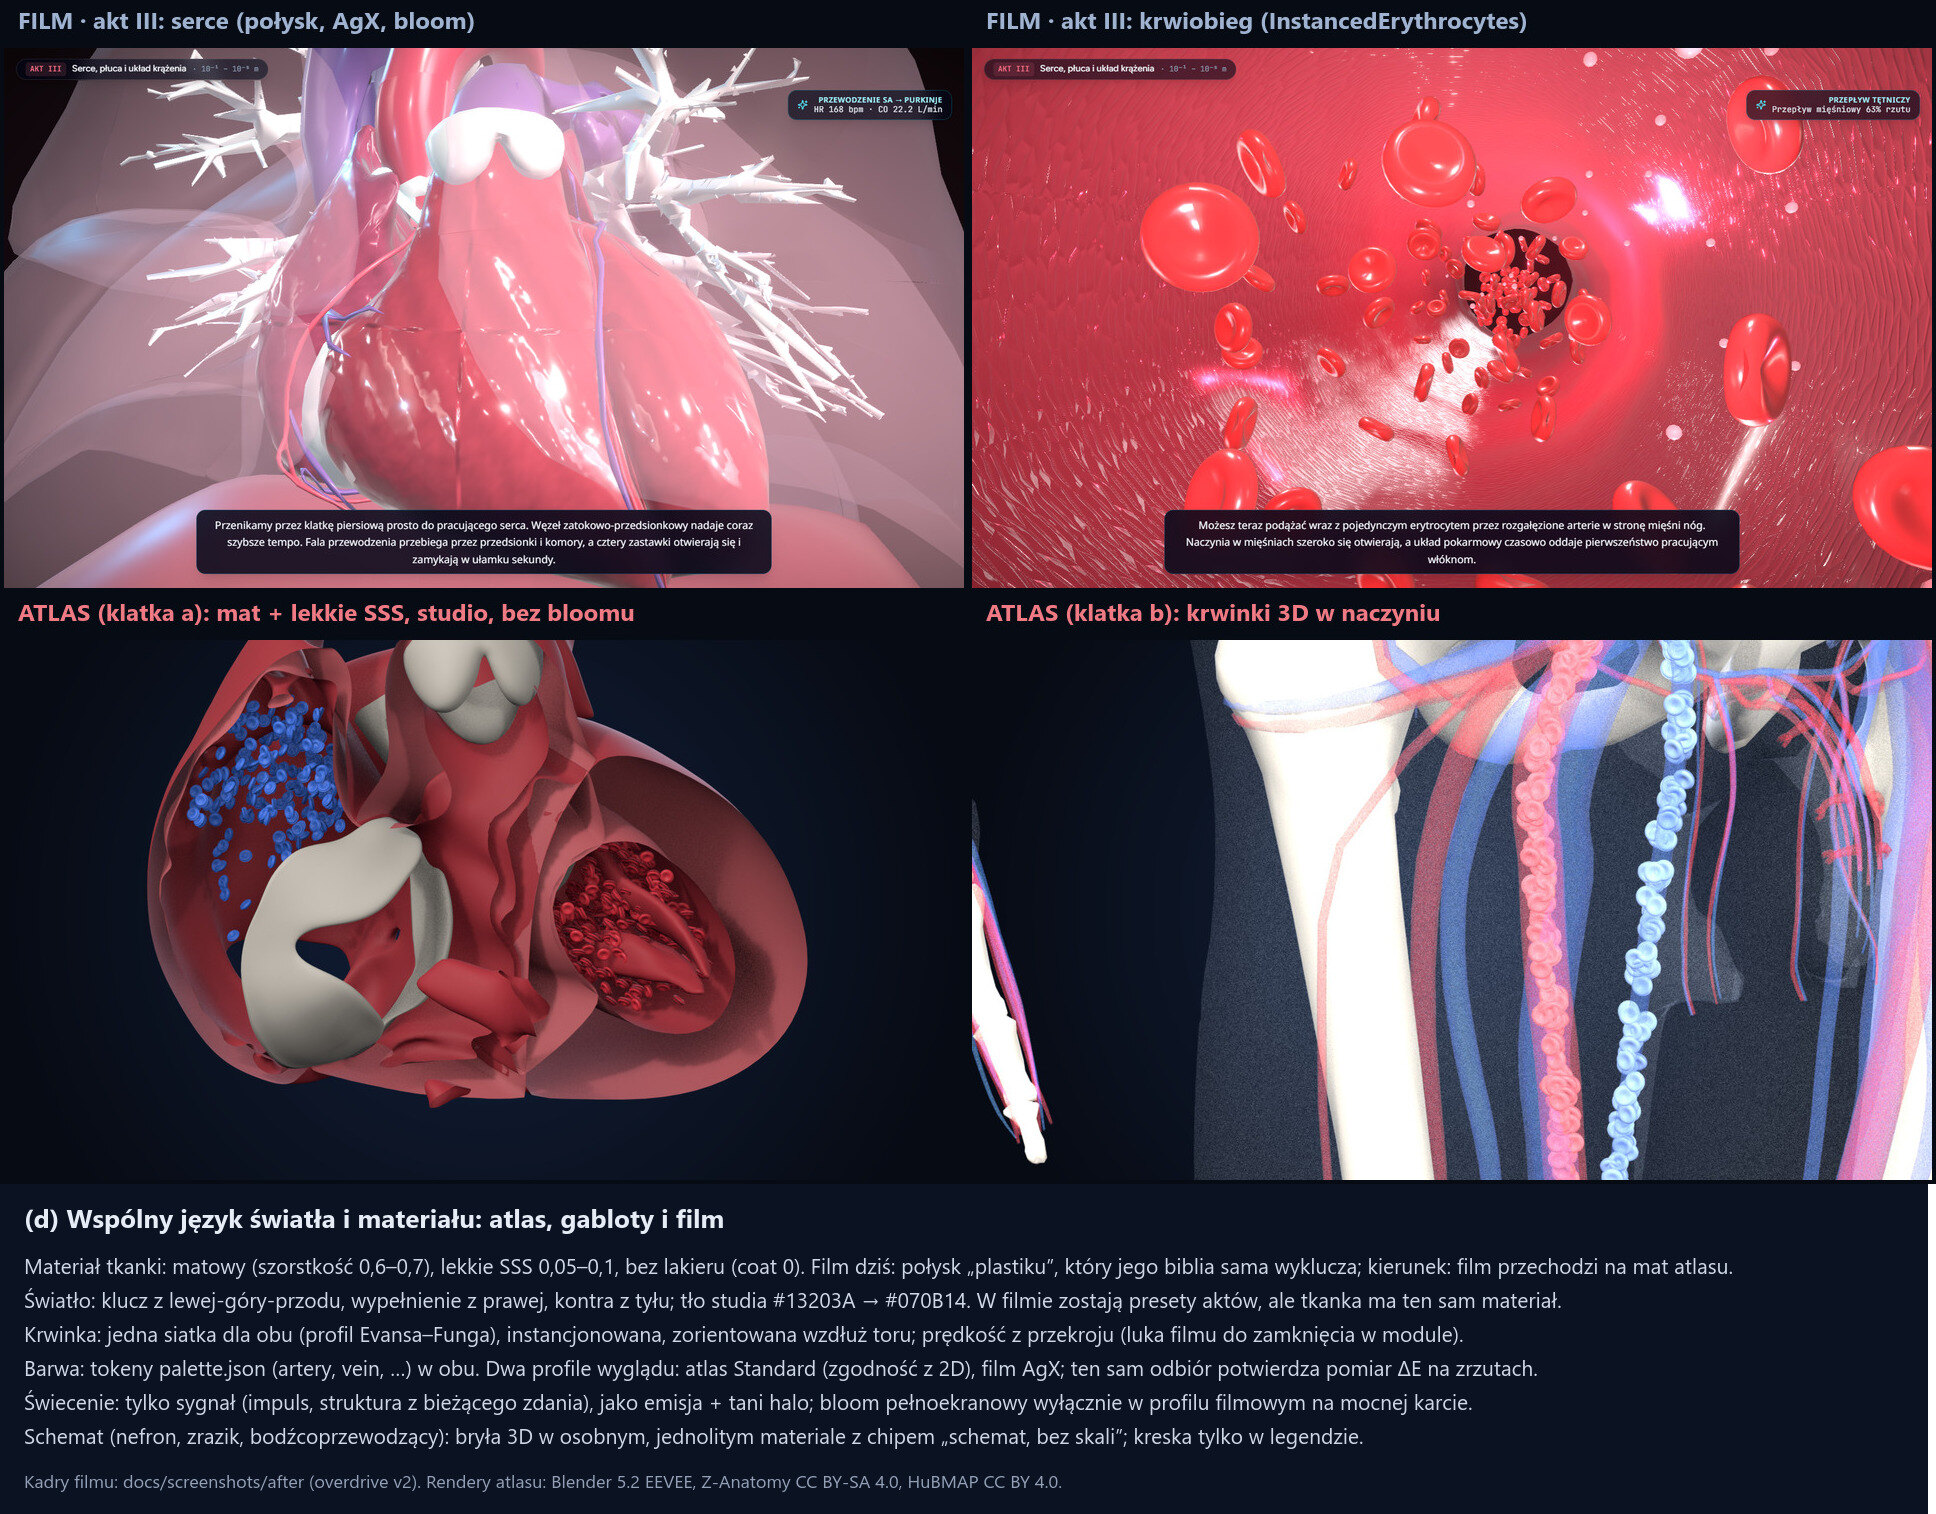 FILM · akt III: serce (połysk, AgX, bloom)
FILM · akt III: krwiobieg (InstancedErythrocytes)
AKT III Serce, płuca i układ krążenia · 10⁻¹ – 10⁻⁵ m
PRZEWODZENIE SA → PURKINJE
HR 168 bpm · CO 22.2 L/min
Przenikamy przez klatkę piersiową prosto do pracującego serca. Węzeł zatokowo-przedsionkowy nadaje coraz
szybsze tempo. Fala przewodzenia przebiega przez przedsionki i komory, a cztery zastawki otwierają się i
zamykają w ułamku sekundy.
AKT III Serce, płuca i układ krążenia · 10⁻¹ – 10⁻⁵ m
PRZEPŁYW TĘTNICZY
Przepływ mięśniowy 63% rzutu
Możesz teraz podążać wraz z pojedynczym erytrocytem przez rozgałęzione arterie w stronę mięśni nóg.
Naczynia w mięśniach szeroko się otwierają, a układ pokarmowy czasowo oddaje pierwszeństwo pracującym
włóknom.
ATLAS (klatka a): mat + lekkie SSS, studio, bez bloomu
ATLAS (klatka b): krwinki 3D w naczyniu
(d) Wspólny język światła i materiału: atlas, gabloty i film
Materiał tkanki: matowy (szorstkość 0,6–0,7), lekkie SSS 0,05–0,1, bez lakieru (coat 0). Film dziś: połysk „plastiku”, który jego biblia sama wyklucza; kierunek: film przechodzi na mat atlasu.
Światło: klucz z lewej-góry-przodu, wypełnienie z prawej, kontra z tyłu; tło studia #13203A → #070B14. W filmie zostają presety aktów, ale tkanka ma ten sam materiał.
Krwinka: jedna siatka dla obu (profil Evansa–Funga), instancjonowana, zorientowana wzdłuż toru; prędkość z przekroju (luka filmu do zamknięcia w module).
Barwa: tokeny palette.json (artery, vein, …) w obu. Dwa profile wyglądu: atlas Standard (zgodność z 2D), film AgX; ten sam odbiór potwierdza pomiar ΔE na zrzutach.
Świecenie: tylko sygnał (impuls, struktura z bieżącego zdania), jako emisja + tani halo; bloom pełnoekranowy wyłącznie w profilu filmowym na mocnej karcie.
Schemat (nefron, zrazik, bodźcoprzewodzący): bryła 3D w osobnym, jednolitym materiale z chipem „schemat, bez skali”; kreska tylko w legendzie.
Kadry filmu: docs/screenshots/after (overdrive v2). Rendery atlasu: Blender 5.2 EEVEE, Z-Anatomy CC BY-SA 4.0, HuBMAP CC BY 4.0.